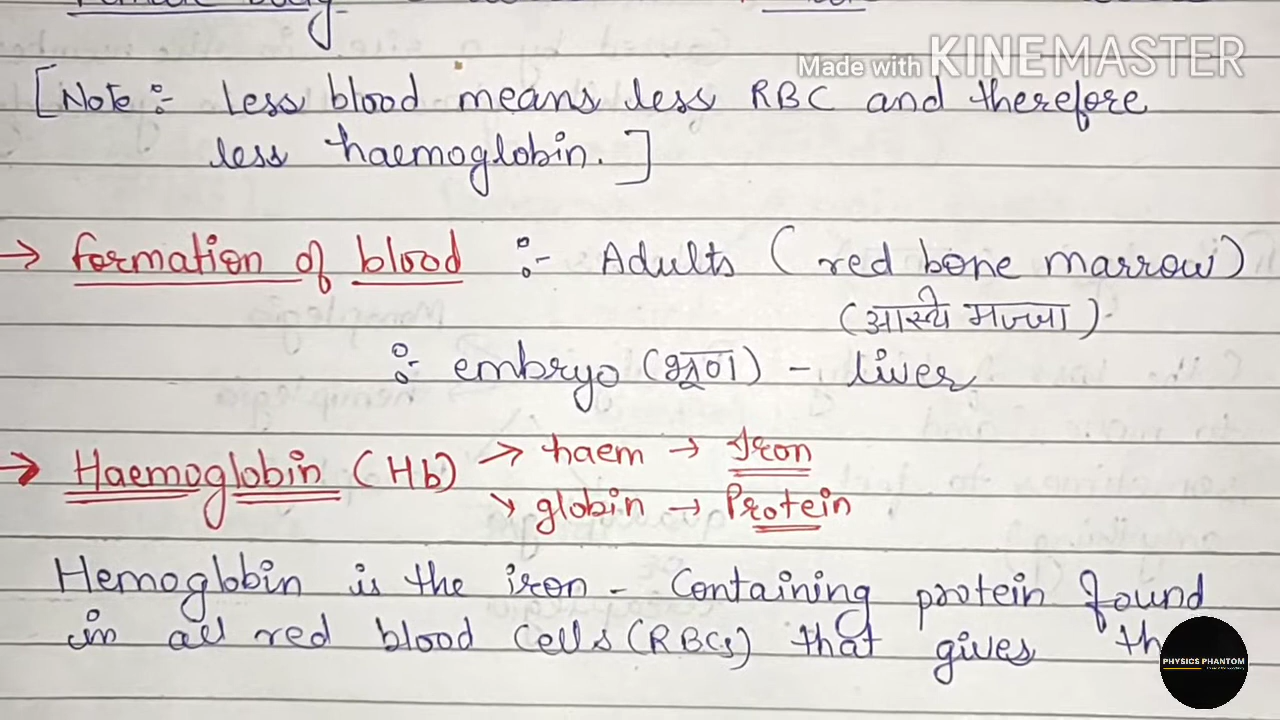 Made with KINEMASTER
[Note :- less blood means less RBC and therefore
less haemoglobin.]
→ formation of blood :- Adults (red bone marrow)
(आस्थि मज्जा)
:- embryo (भ्रूण) - liver
→ Haemoglobin (Hb) → haem → Iron
↘ globin → Protein
Hemoglobin is the iron - Containing protein found
in all red blood cells (RBCs) that gives
PHYSICS PHANTOM